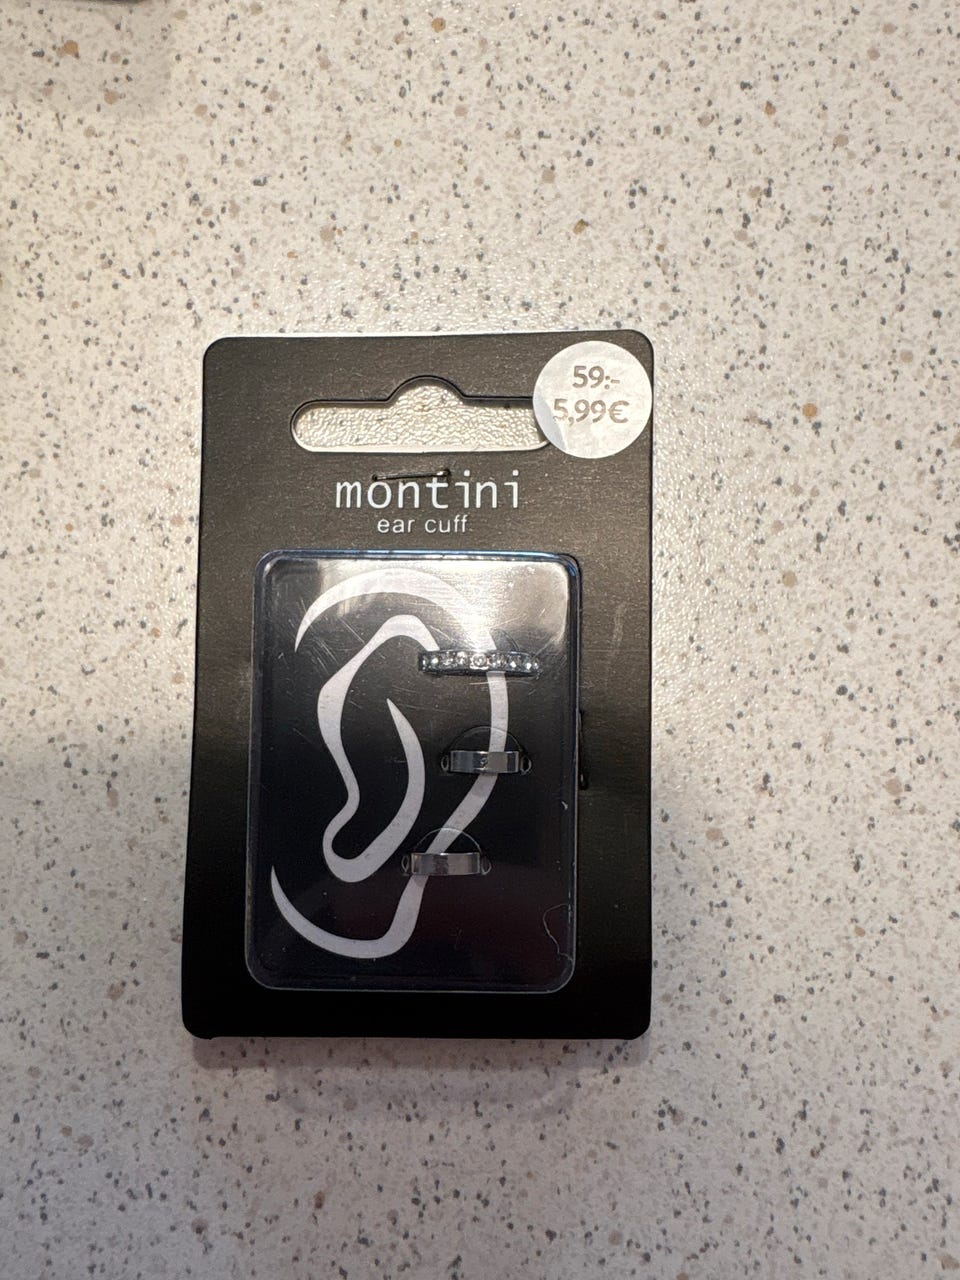 59:-
5,99€
montini
ear cuff